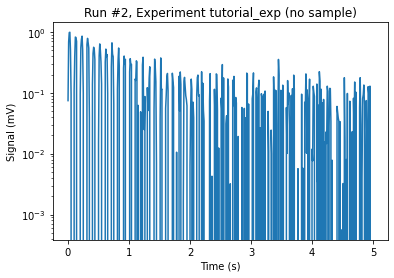 Run #2, Experiment tutorial_exp (no sample)
Signal (mV)
10⁰
10⁻¹
10⁻²
10⁻³
0 1 2 3 4 5
Time (s)